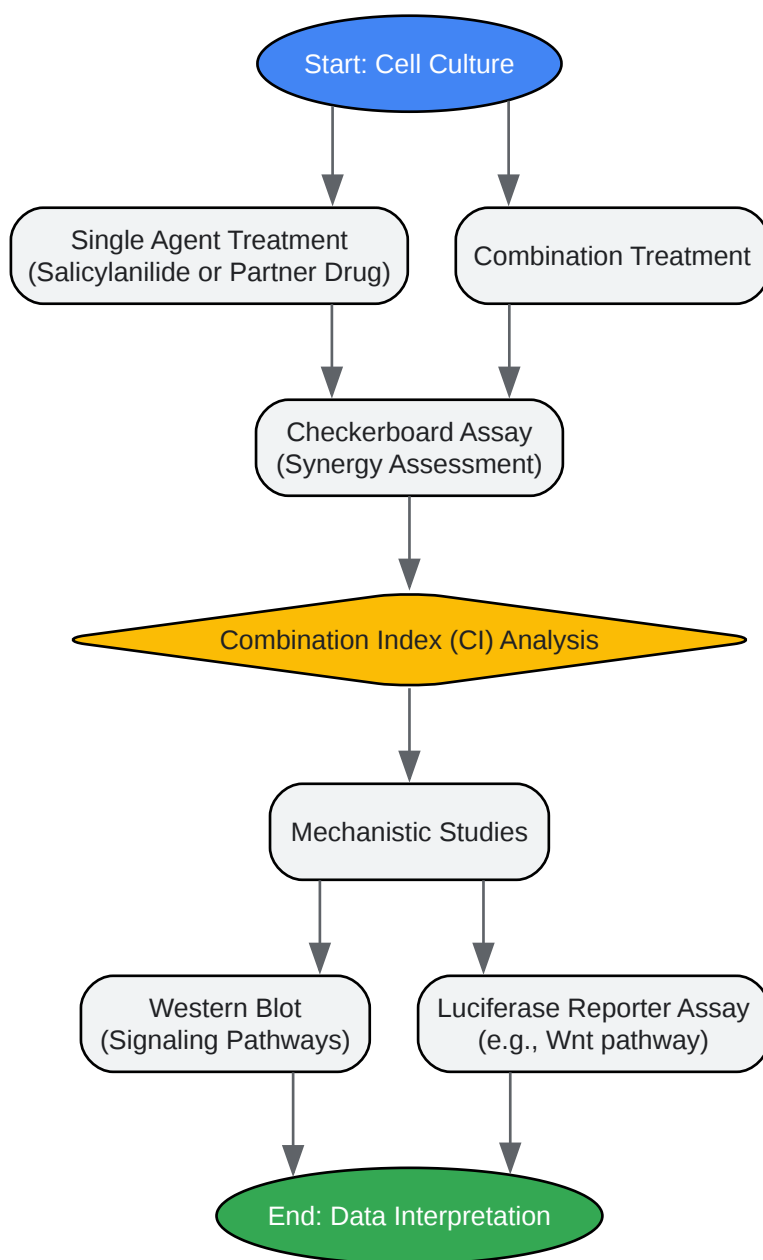 Start: Cell Culture
Single Agent Treatment
(Salicylanilide or Partner Drug)
Combination Treatment
Checkerboard Assay
(Synergy Assessment)
Combination Index (CI) Analysis
Mechanistic Studies
Western Blot
(Signaling Pathways)
Luciferase Reporter Assay
(e.g., Wnt pathway)
End: Data Interpretation